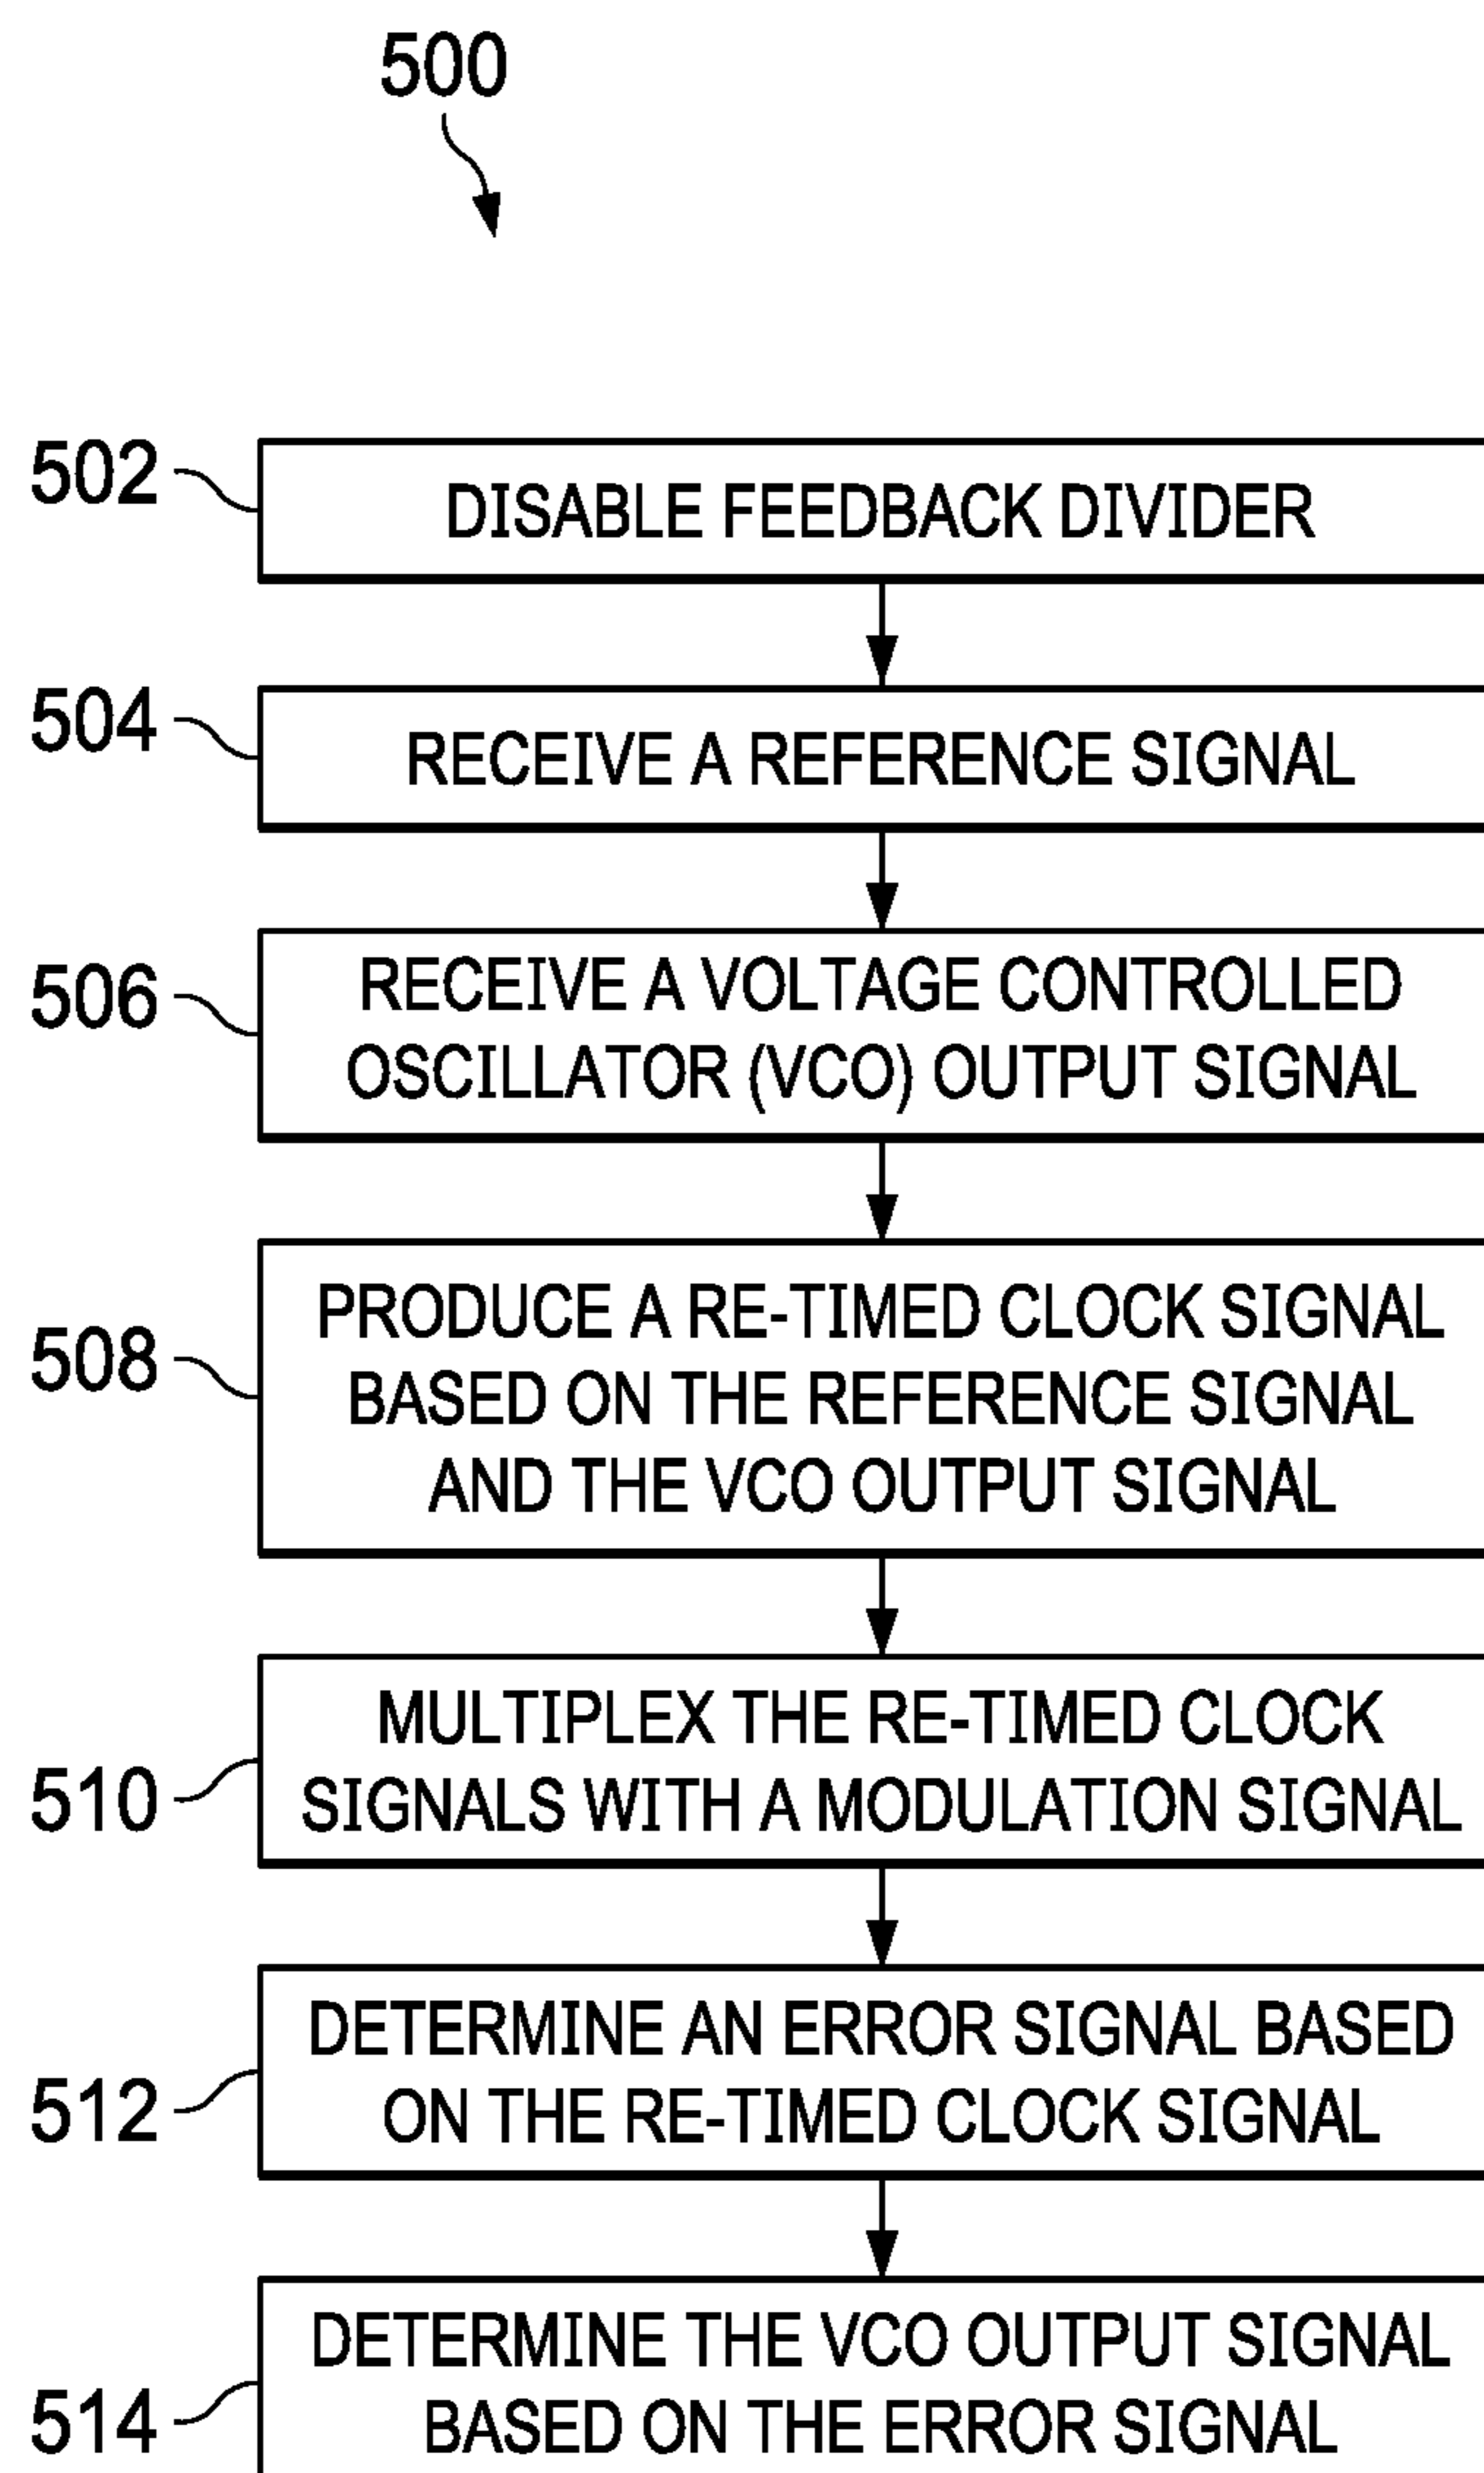 500
502
DISABLE FEEDBACK DIVIDER
504
RECEIVE A REFERENCE SIGNAL
506
RECEIVE A VOLTAGE CONTROLLED
OSCILLATOR (VCO) OUTPUT SIGNAL
508
PRODUCE A RE-TIMED CLOCK SIGNAL
BASED ON THE REFERENCE SIGNAL
AND THE VCO OUTPUT SIGNAL
510
MULTIPLEX THE RE-TIMED CLOCK
SIGNALS WITH A MODULATION SIGNAL
512
DETERMINE AN ERROR SIGNAL BASED
ON THE RE-TIMED CLOCK SIGNAL
514
DETERMINE THE VCO OUTPUT SIGNAL
BASED ON THE ERROR SIGNAL